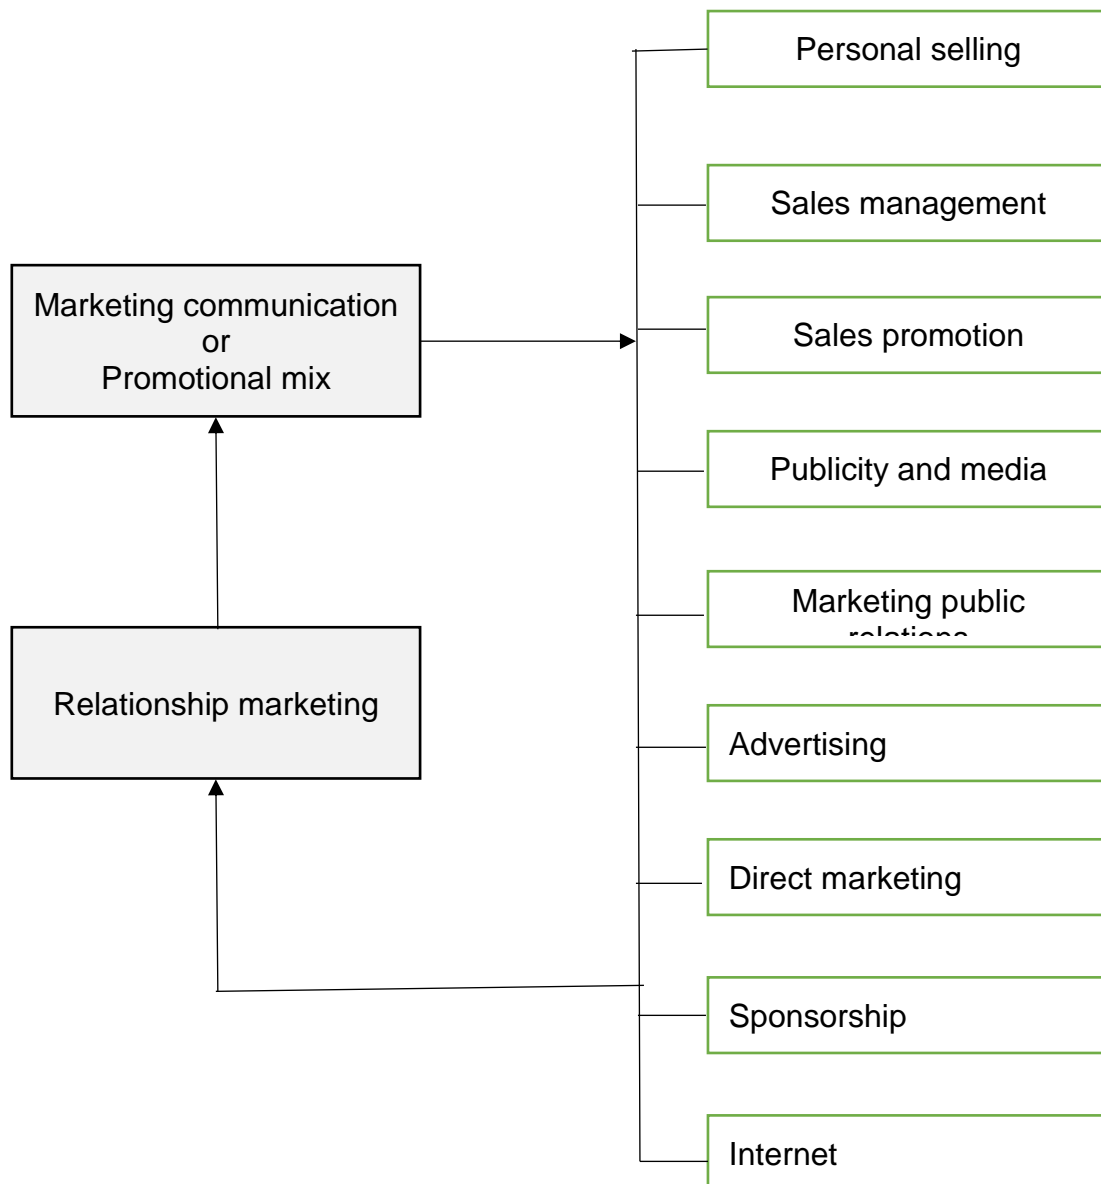 Personal selling
Sales management
Marketing communication
or
Promotional mix
Sales promotion
Publicity and media
Marketing public
relations
Relationship marketing
Advertising
Direct marketing
Sponsorship
Internet